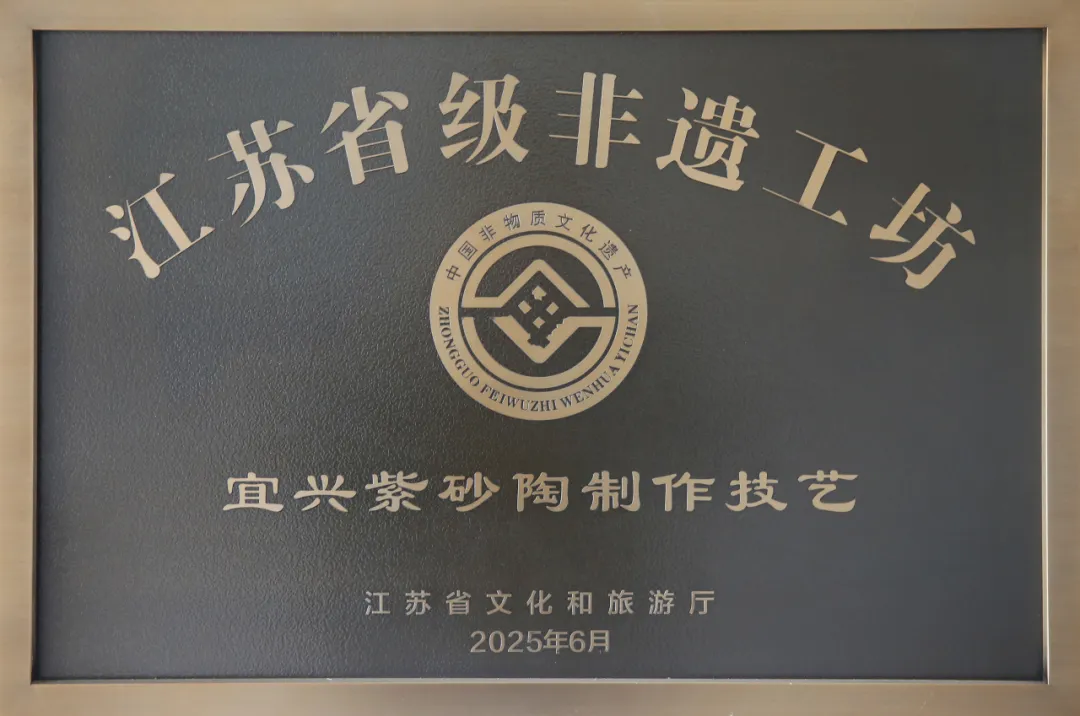 江苏省级非遗工坊
中国非物质文化遗产
ZHONGGUO FEIWUZHI WENHUA YICHAN
宜兴紫砂陶制作技艺
江苏省文化和旅游厅
2025年6月